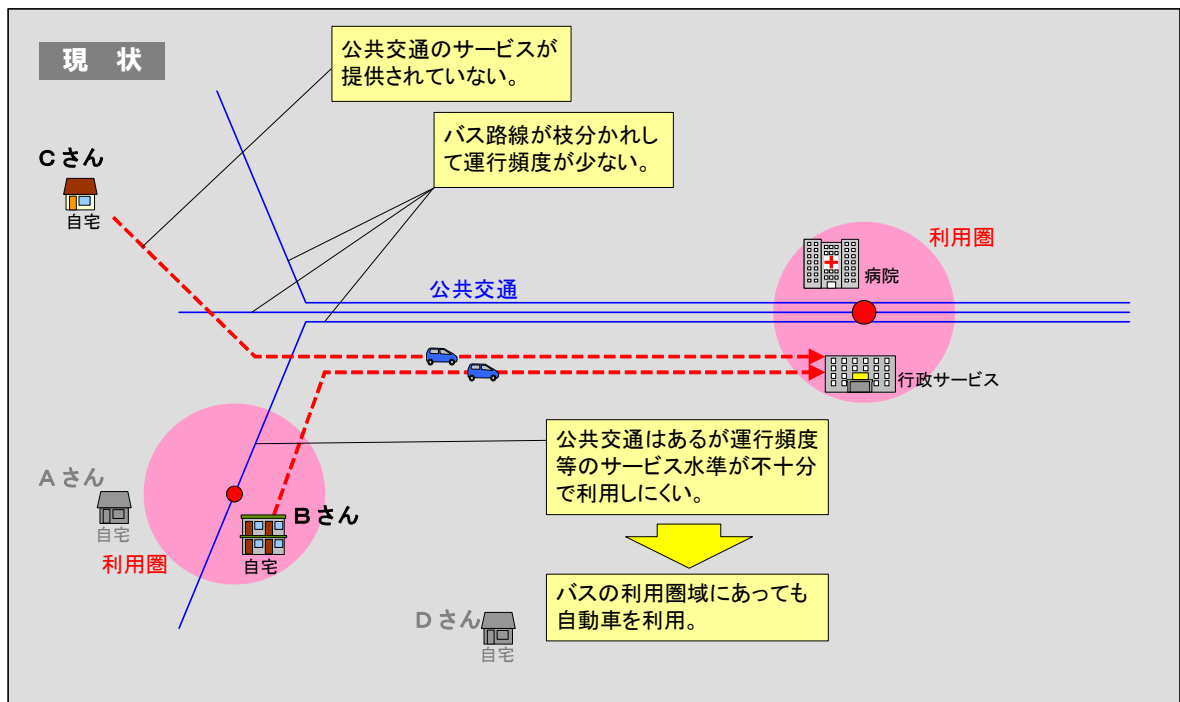 現 状
公共交通のサービスが
提供されていない。
バス路線が枝分かれし
て運行頻度が少ない。
Cさん
自宅
利用圏
病院
公共交通
行政サービス
公共交通はあるが運行頻度
等のサービス水準が不十分
で利用しにくい。
Aさん
自宅
Bさん
自宅
利用圏
バスの利用圏域にあっても
自動車を利用。
Dさん
自宅